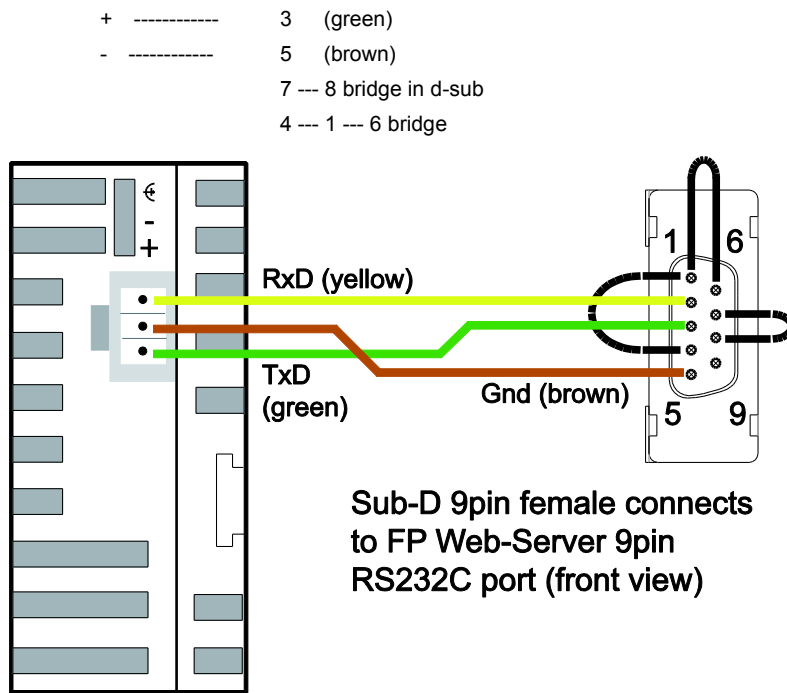 + ------------ 3 (green)
- ------------ 5 (brown)
7 --- 8 bridge in d-sub
4 --- 1 --- 6 bridge
-
+
1 6
RxD (yellow)
TxD
(green)
Gnd (brown)
5 9
Sub-D 9pin female connects
to FP Web-Server 9pin
RS232C port (front view)